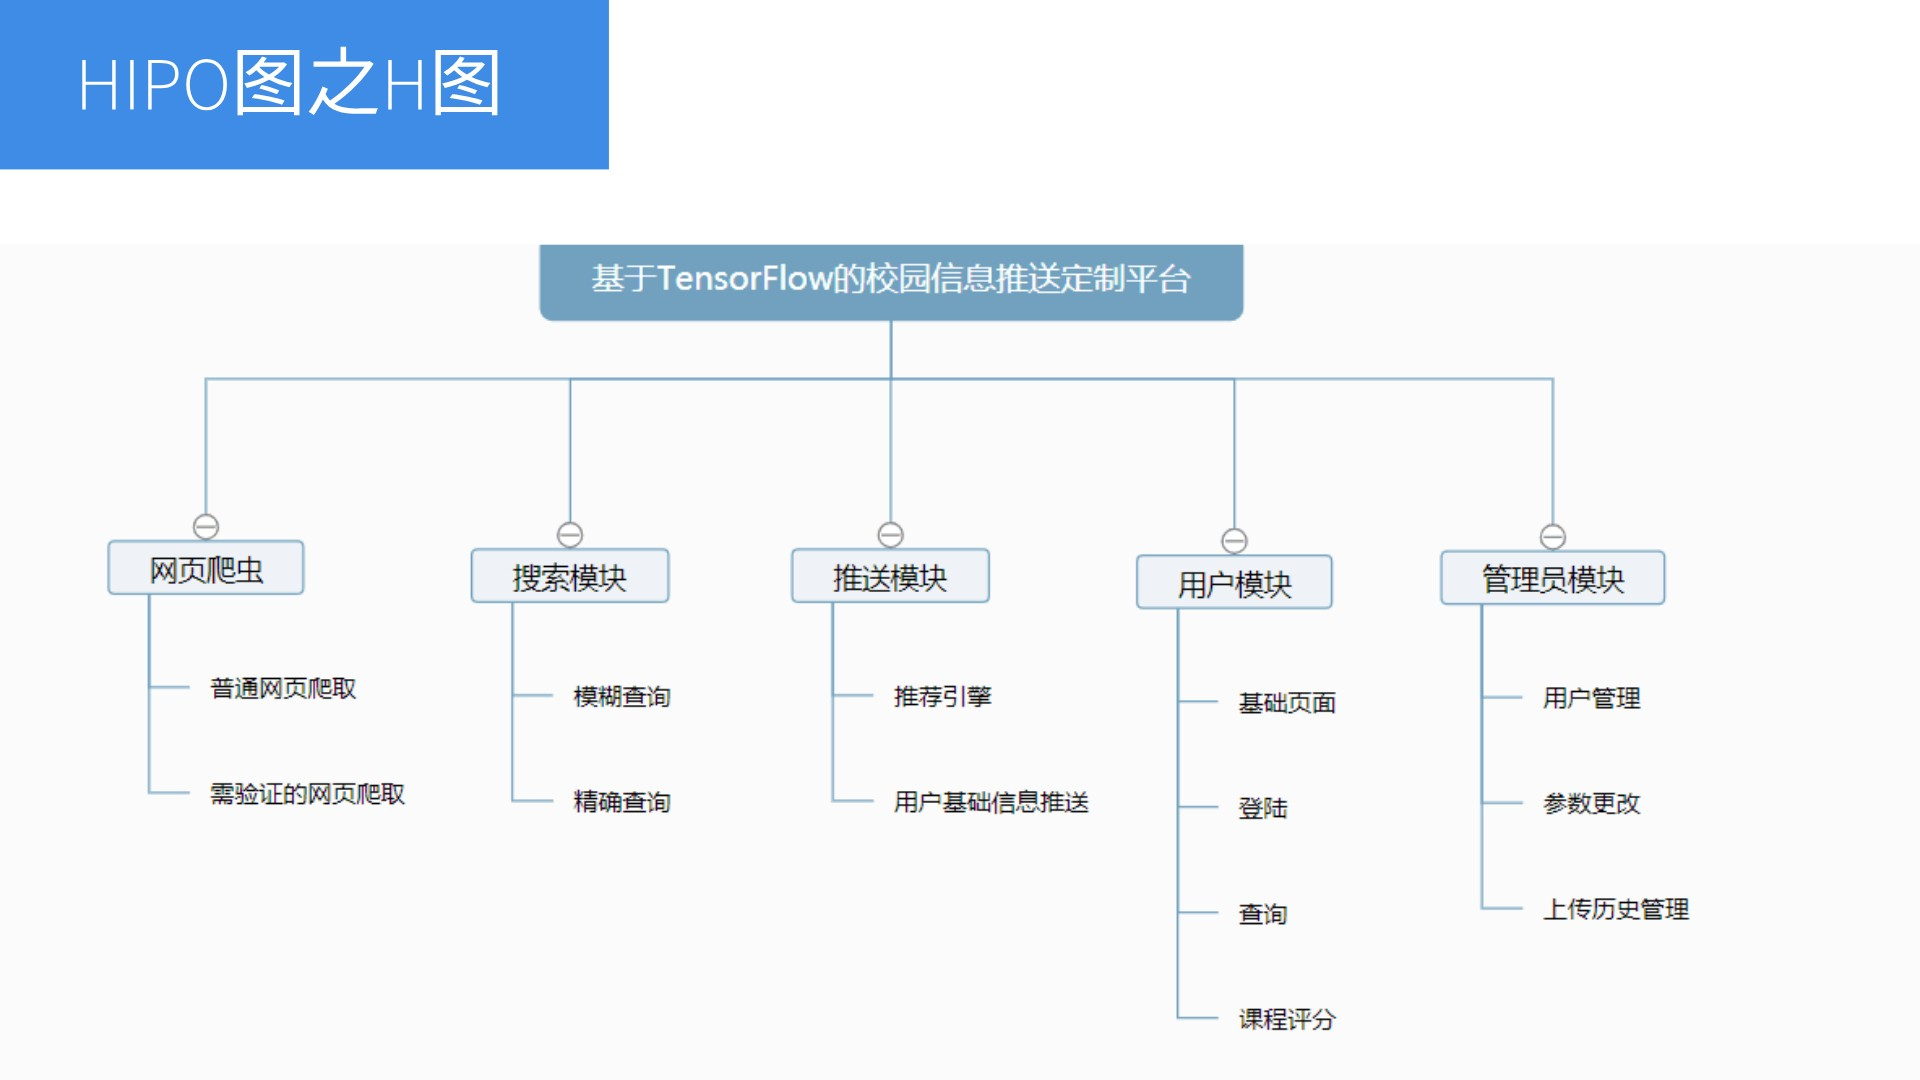 HIPO图之H图
基于TensorFlow的校园信息推送定制平台
网页爬虫
普通网页爬取
需验证的网页爬取
搜索模块
模糊查询
精确查询
推送模块
推荐引擎
用户基础信息推送
用户模块
基础页面
登陆
查询
课程评分
管理员模块
用户管理
参数更改
上传历史管理